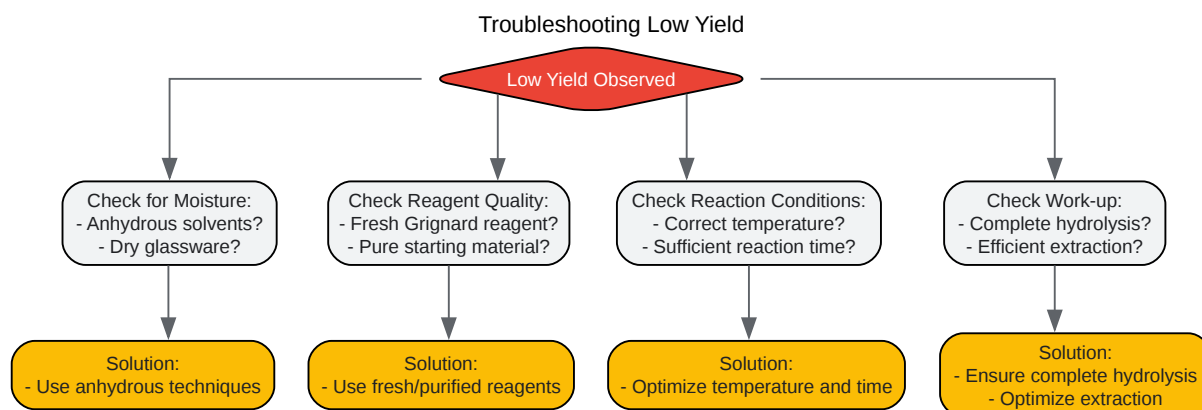 Troubleshooting Low Yield
Low Yield Observed
Check for Moisture:
- Anhydrous solvents?
- Dry glassware?
Check Reagent Quality:
- Fresh Grignard reagent?
- Pure starting material?
Check Reaction Conditions:
- Correct temperature?
- Sufficient reaction time?
Check Work-up:
- Complete hydrolysis?
- Efficient extraction?
Solution:
- Use anhydrous techniques
Solution:
- Use fresh/purified reagents
Solution:
- Optimize temperature and time
Solution:
- Ensure complete hydrolysis
- Optimize extraction